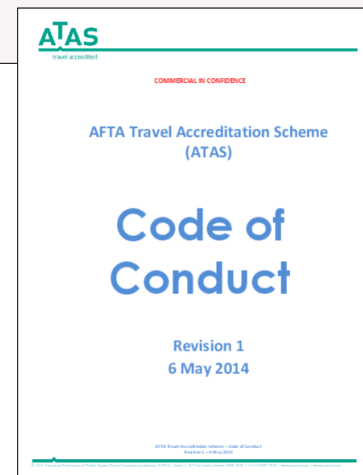 ATAS
travel accredited
COMMERCIAL IN CONFIDENCE
AFTA Travel Accreditation Scheme
(ATAS)
Code of
Conduct
Revision 1
6 May 2014
AFTA Travel Accreditation Scheme – Code of Conduct
Revision 1 – 6 May 2014